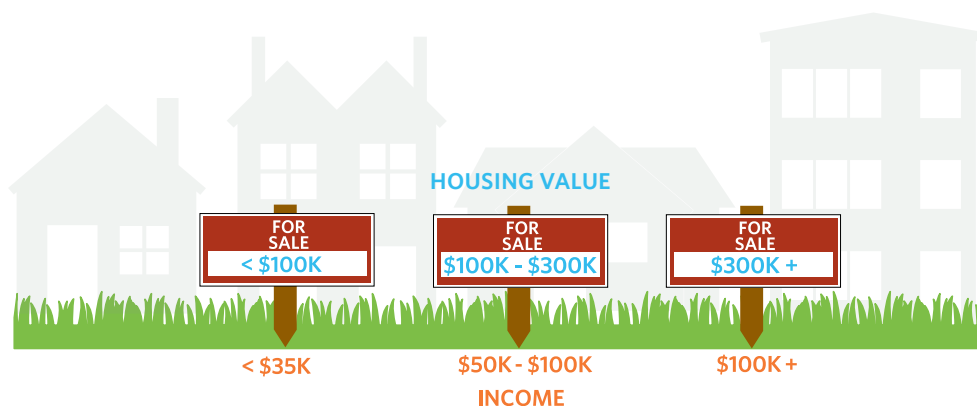 HOUSING VALUE
FOR
SALE
< $100K
FOR
SALE
$100K - $300K
FOR
SALE
$300K +
< $35K
$50K - $100K
$100K +
INCOME